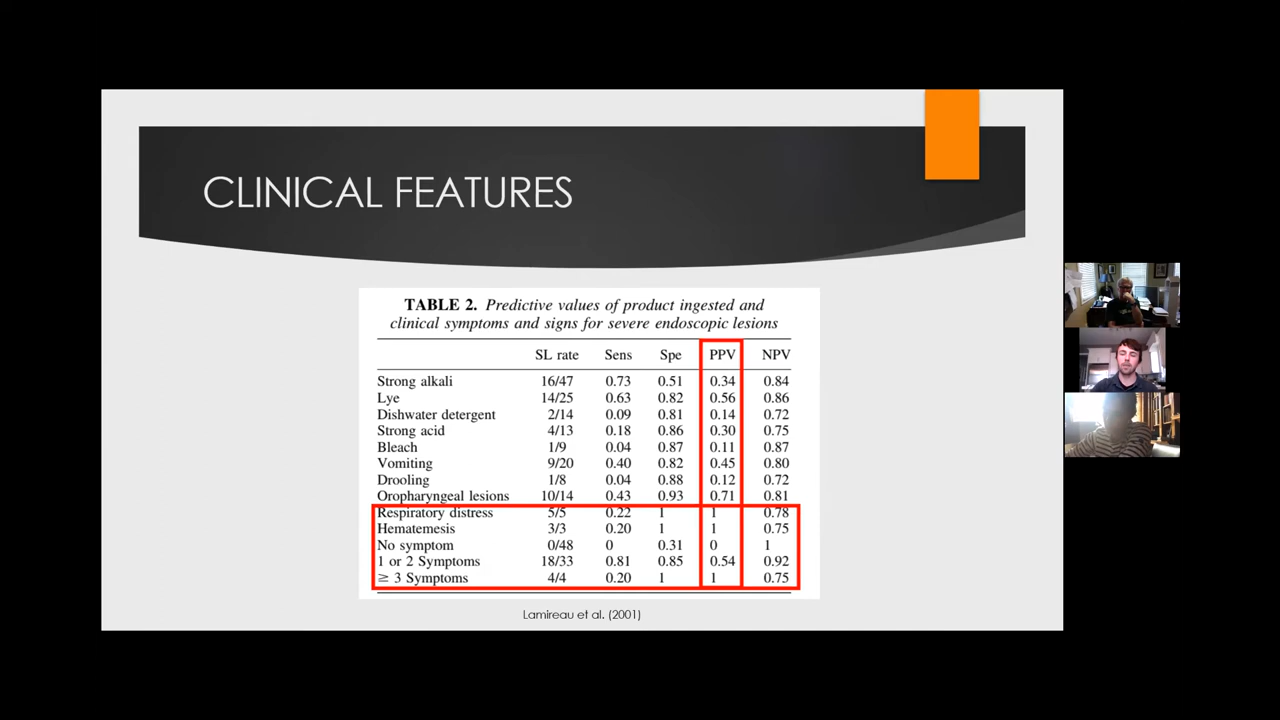 CLINICAL FEATURES
TABLE 2. Predictive values of product ingested and
clinical symptoms and signs for severe endoscopic lesions
SL rate Sens Spe PPV NPV
Strong alkali 16/47 0.73 0.51 0.34 0.84
Lye 14/25 0.63 0.82 0.56 0.86
Dishwater detergent 2/14 0.09 0.81 0.14 0.72
Strong acid 4/13 0.18 0.86 0.30 0.75
Bleach 1/9 0.04 0.87 0.11 0.87
Vomiting 9/20 0.40 0.82 0.45 0.80
Drooling 1/8 0.04 0.88 0.12 0.72
Oropharyngeal lesions 10/14 0.43 0.93 0.71 0.81
Respiratory distress 5/5 0.22 1 1 0.78
Hematemesis 3/3 0.20 1 1 0.75
No symptom 0/48 0 0.31 0 1
1 or 2 Symptoms 18/33 0.81 0.85 0.54 0.92
≥ 3 Symptoms 4/4 0.20 1 1 0.75
Lamireau et al. (2001)